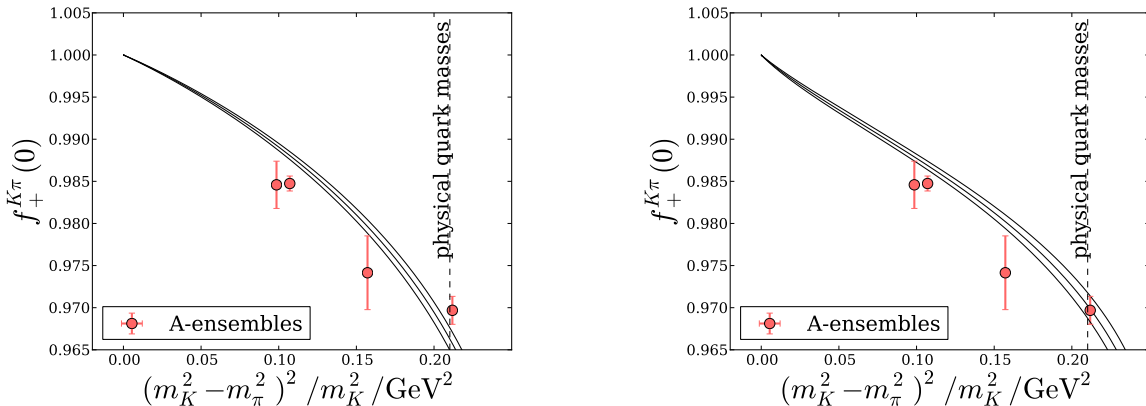 1.005
1.000
0.995
0.990
0.985
0.980
0.975
0.970
0.965
f_+^{Kπ}(0)
physical quark masses
A-ensembles
0.00 0.05 0.10 0.15 0.20
(m_K^2 − m_π^2)^2 / m_K^2 / GeV^2
1.005
1.000
0.995
0.990
0.985
0.980
0.975
0.970
0.965
f_+^{Kπ}(0)
physical quark masses
A-ensembles
0.00 0.05 0.10 0.15 0.20
(m_K^2 − m_π^2)^2 / m_K^2 / GeV^2